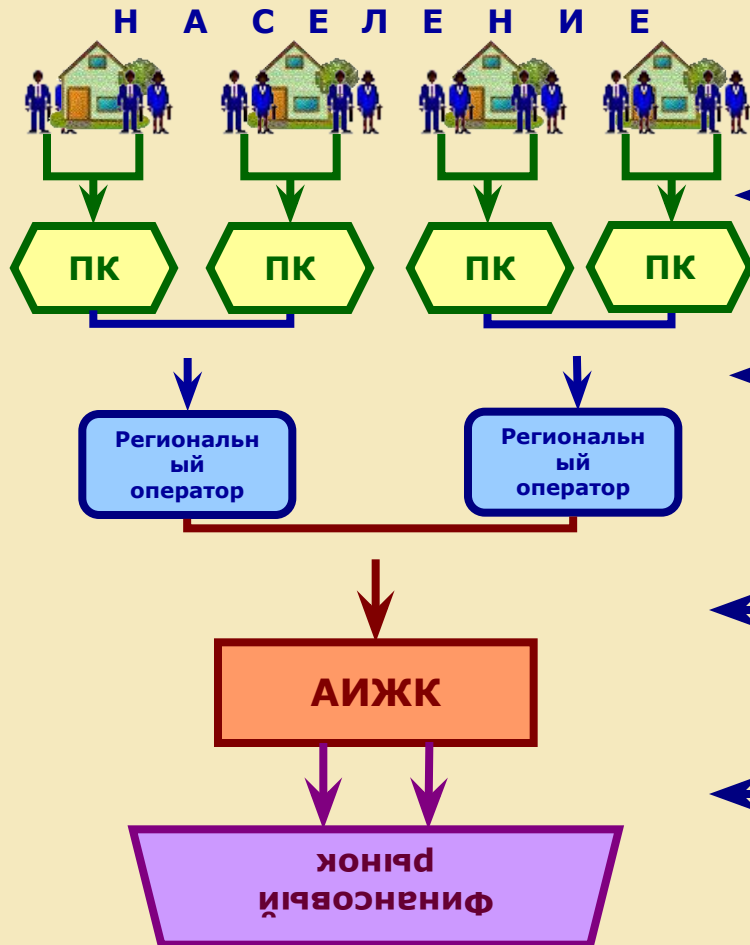 Н А С Е Л Е Н И Е
ПК
ПК
ПК
ПК
Региональн
ый
оператор
Региональн
ый
оператор
АИЖК
Финансовый
рынок